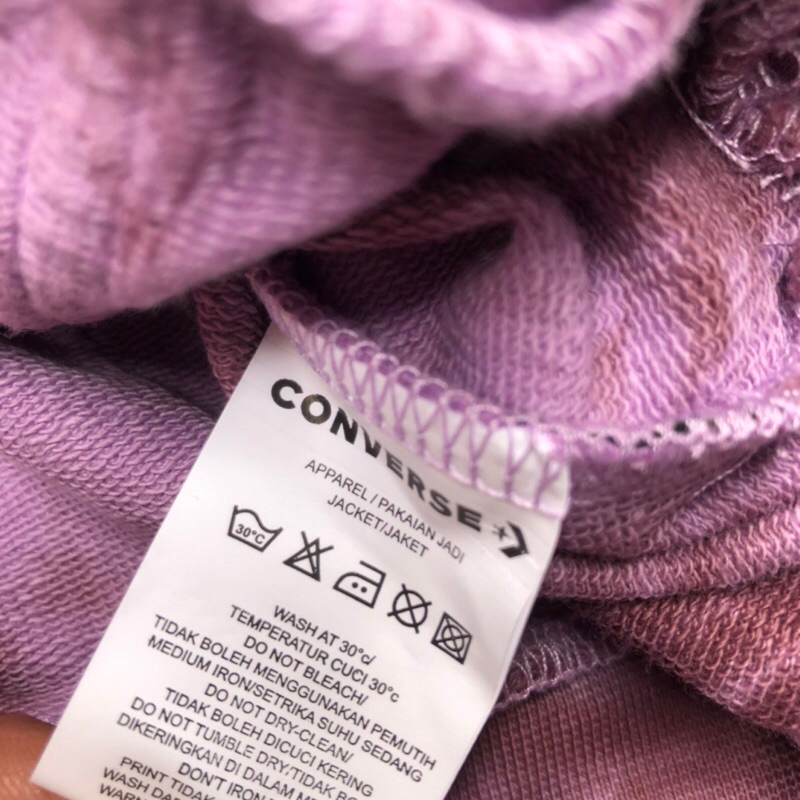 CONVERSE
APPAREL / PAKAIAN JADI
JACKET/JAKET
30°C
WASH AT 30°c/
TEMPERATUR CUCI 30°c
DO NOT BLEACH/
TIDAK BOLEH MENGGUNAKAN PEMUTIH
MEDIUM IRON/SETRIKA SUHU SEDANG
DO NOT DRY-CLEAN/
TIDAK BOLEH DICUCI KERING
DO NOT TUMBLE DRY/TIDAK
DIKERINGKAN DI DALAM
DON'T IRON
PRINT TIDAK
WASH